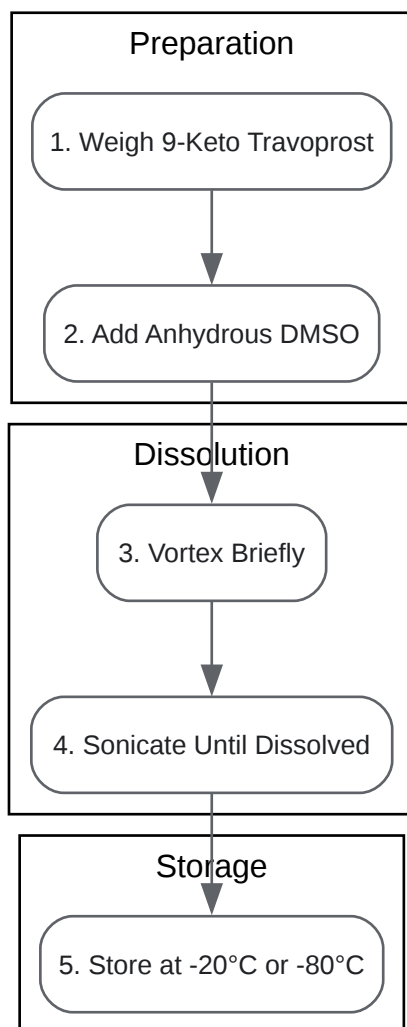 Preparation
1. Weigh 9-Keto Travoprost
2. Add Anhydrous DMSO
Dissolution
3. Vortex Briefly
4. Sonicate Until Dissolved
Storage
5. Store at -20°C or -80°C